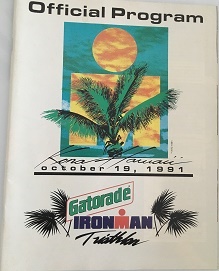 Official Program
Kona Hawaii
october 19, 1991
Gatorade
IRONMAN
Triathlon